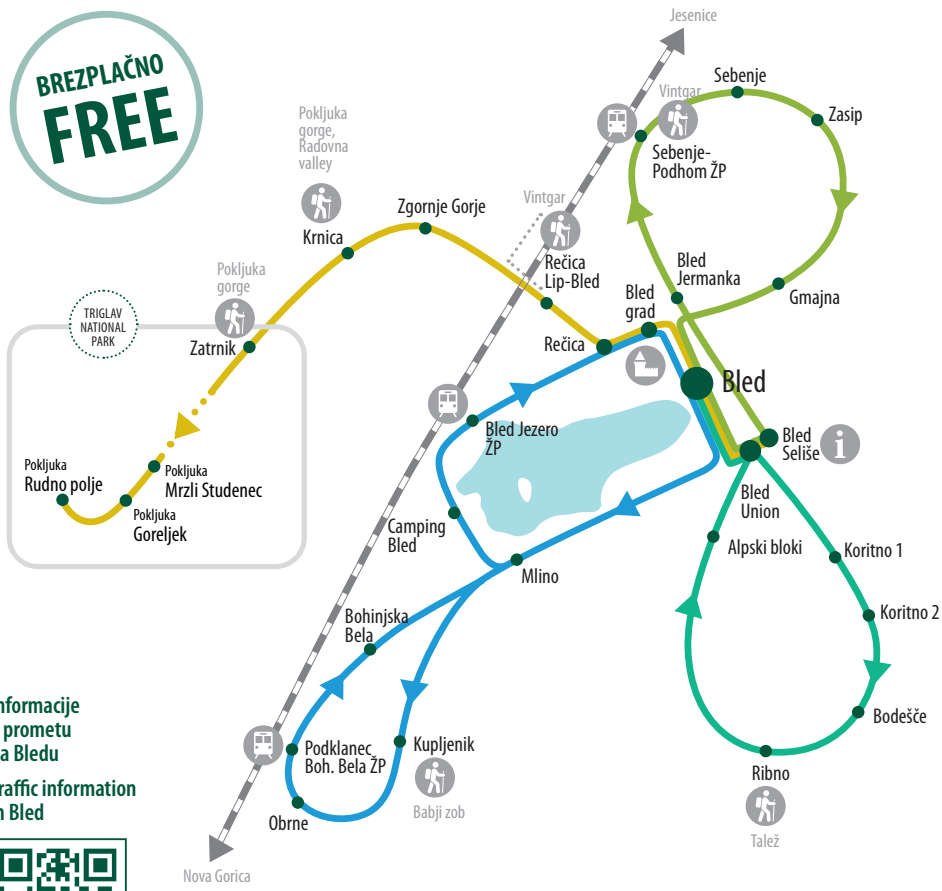 BREZPLAČNO
FREE
Jesenice
Sebenje
Vintgar
Zasip
Sebenje-
Podhom ŽP
Pokljuka
gorge,
Radovna
valley
Krnica
Zgornje Gorje
Vintgar
Rečica
Lip-Bled
Bled
Jermanka
Gmajna
Bled
grad
Rečica
Pokljuka
gorge
Zatrnik
TRIGLAV
NATIONAL
PARK
Bled
Bled
Seliše
i
Bled Jezero
ŽP
Bled
Union
Pokljuka
Rudno polje
Pokljuka
Mrzli Studenec
Pokljuka
Goreljek
Camping
Bled
Mlino
Alpski bloki
Koritno 1
Koritno 2
Bodešče
Ribno
Talež
Bohinjska
Bela
Podklanec
Boh. Bela ŽP
Kupljenik
Babji zob
Obrne
Nova Gorica
nformacije
prometu
a Bledu
raffic information
n Bled